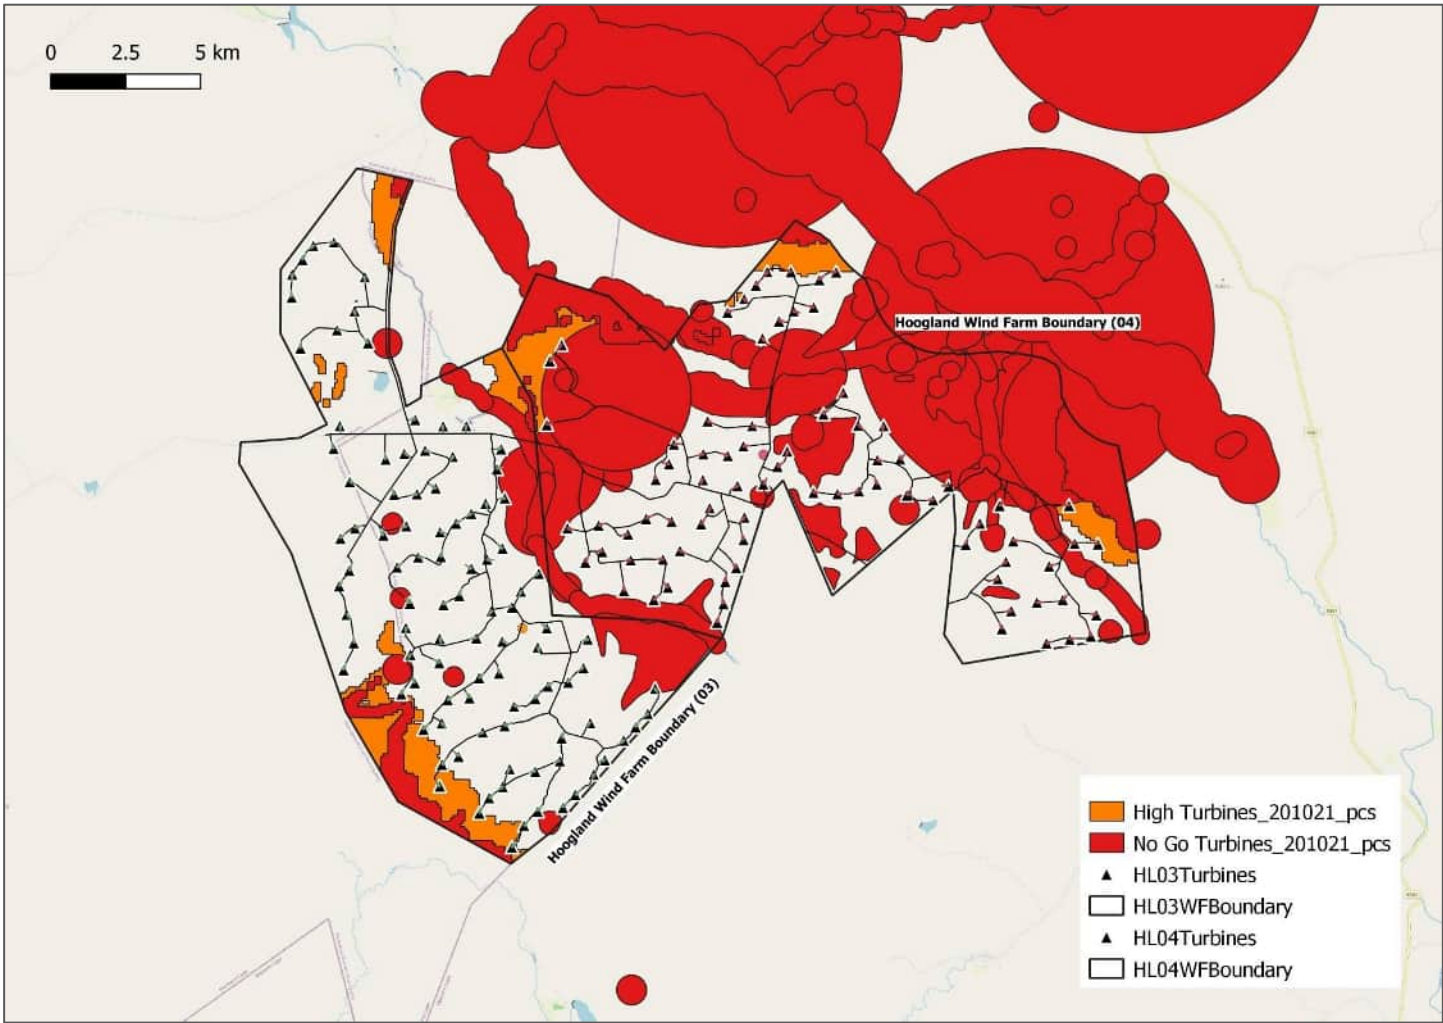 0 2.5 5 km
Hoogland Wind Farm Boundary (04)
Hoogland Wind Farm Boundary (03)
High Turbines_201021_pcs
No Go Turbines_201021_pcs
HL03Turbines
HL03WFBoundary
HL04Turbines
HL04WFBoundary